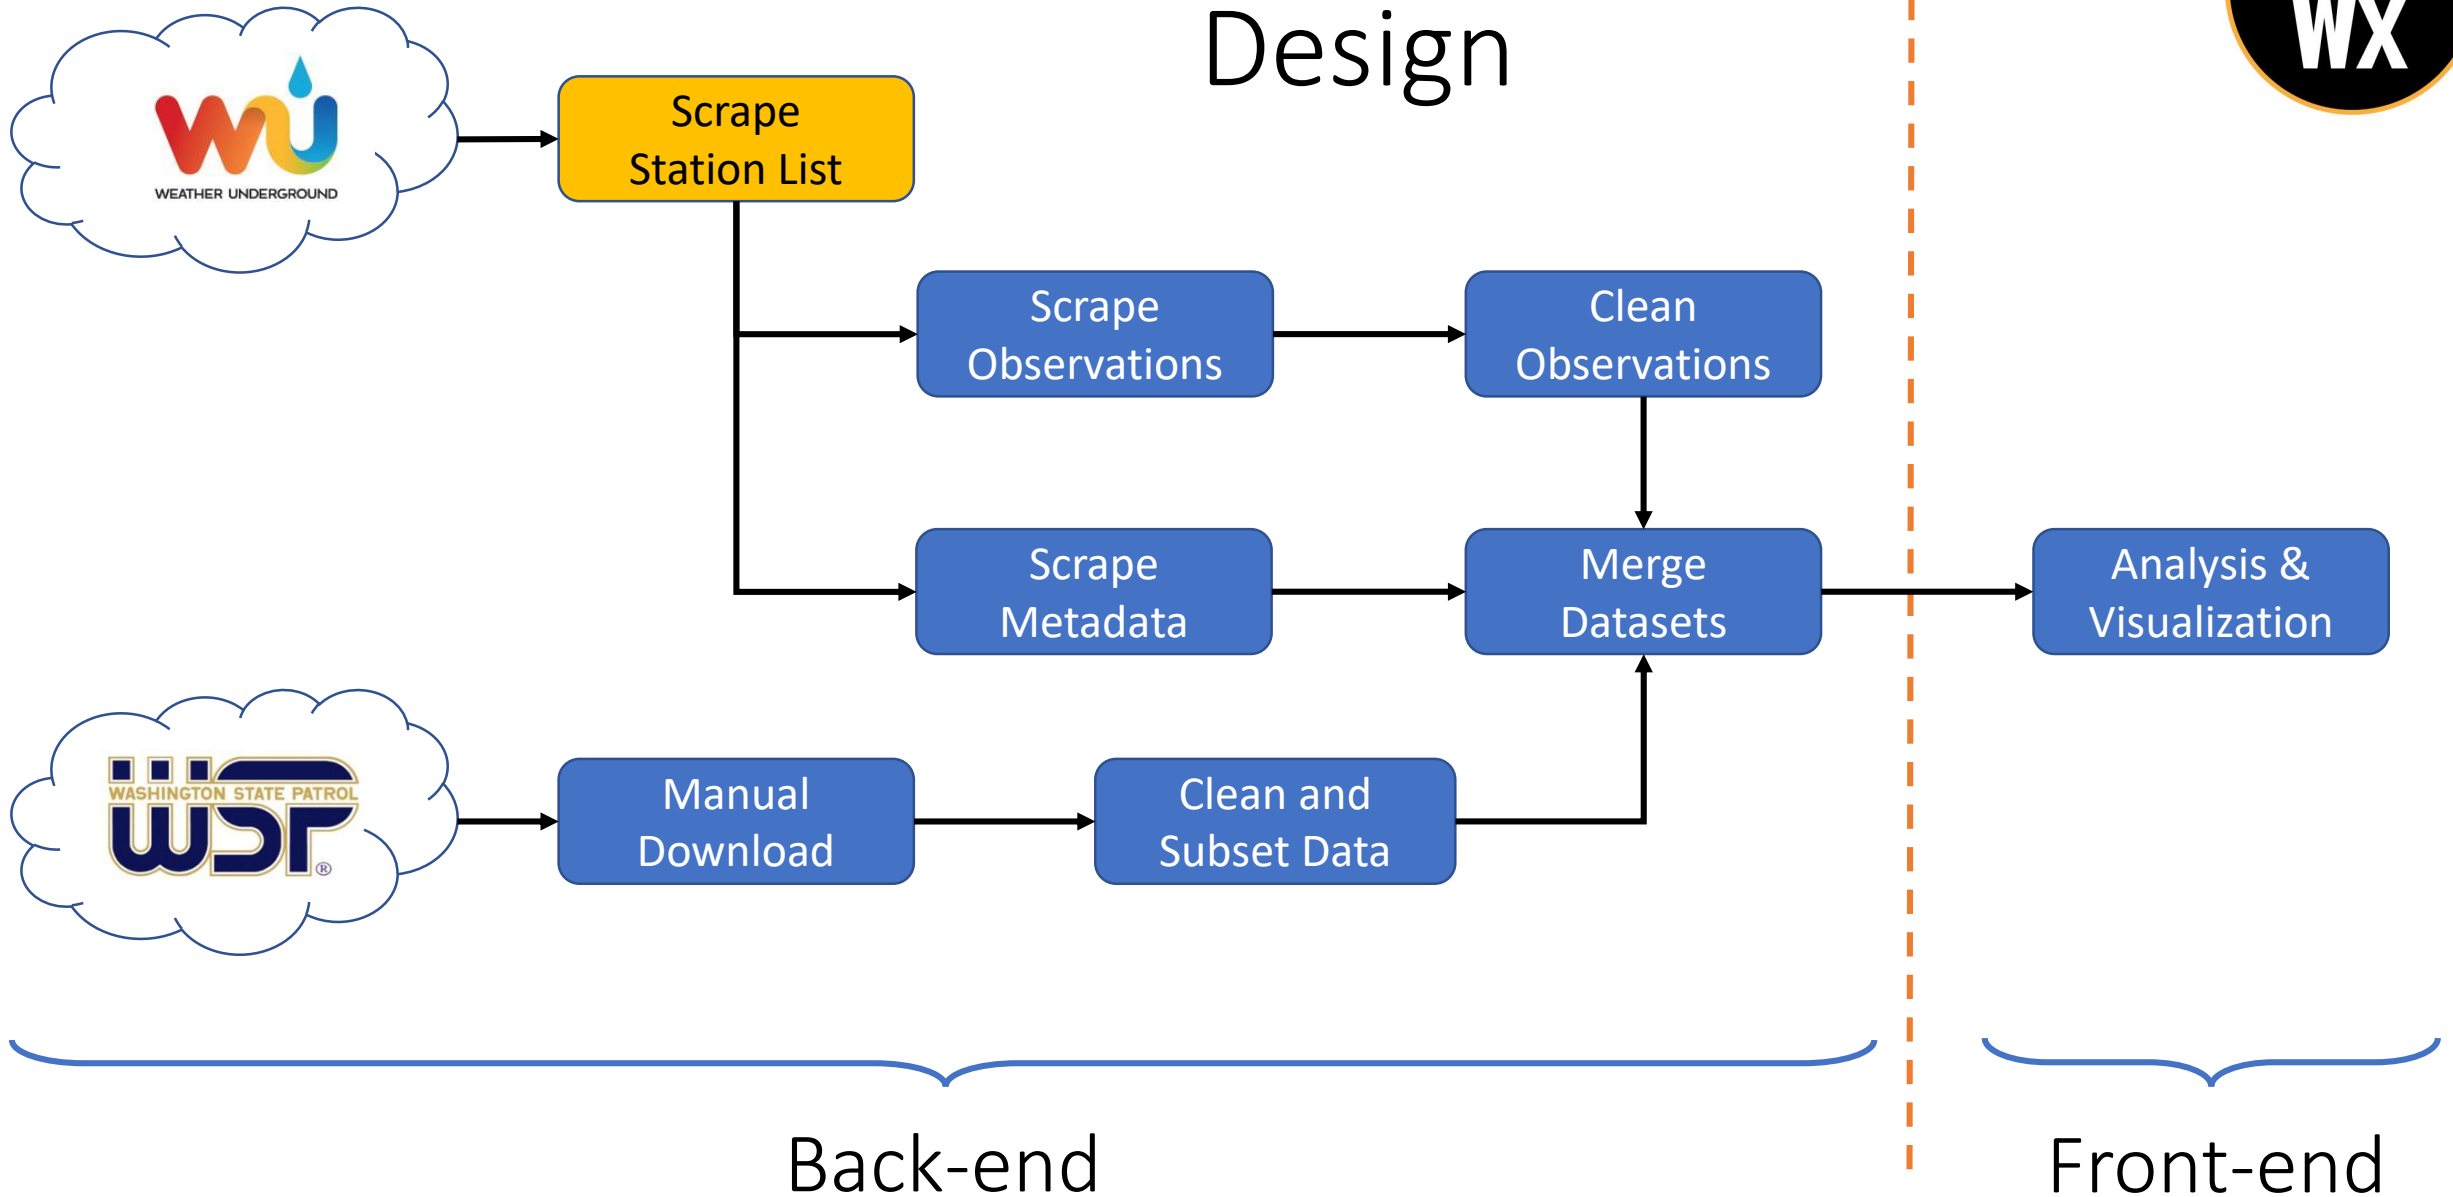 Design
WX
WU
WEATHER UNDERGROUND
Scrape
Station List
Scrape
Observations
Clean
Observations
Scrape
Metadata
Merge
Datasets
Analysis &
Visualization
WASHINGTON STATE PATROL
WSP
®
Manual
Download
Clean and
Subset Data
Back-end
Front-end